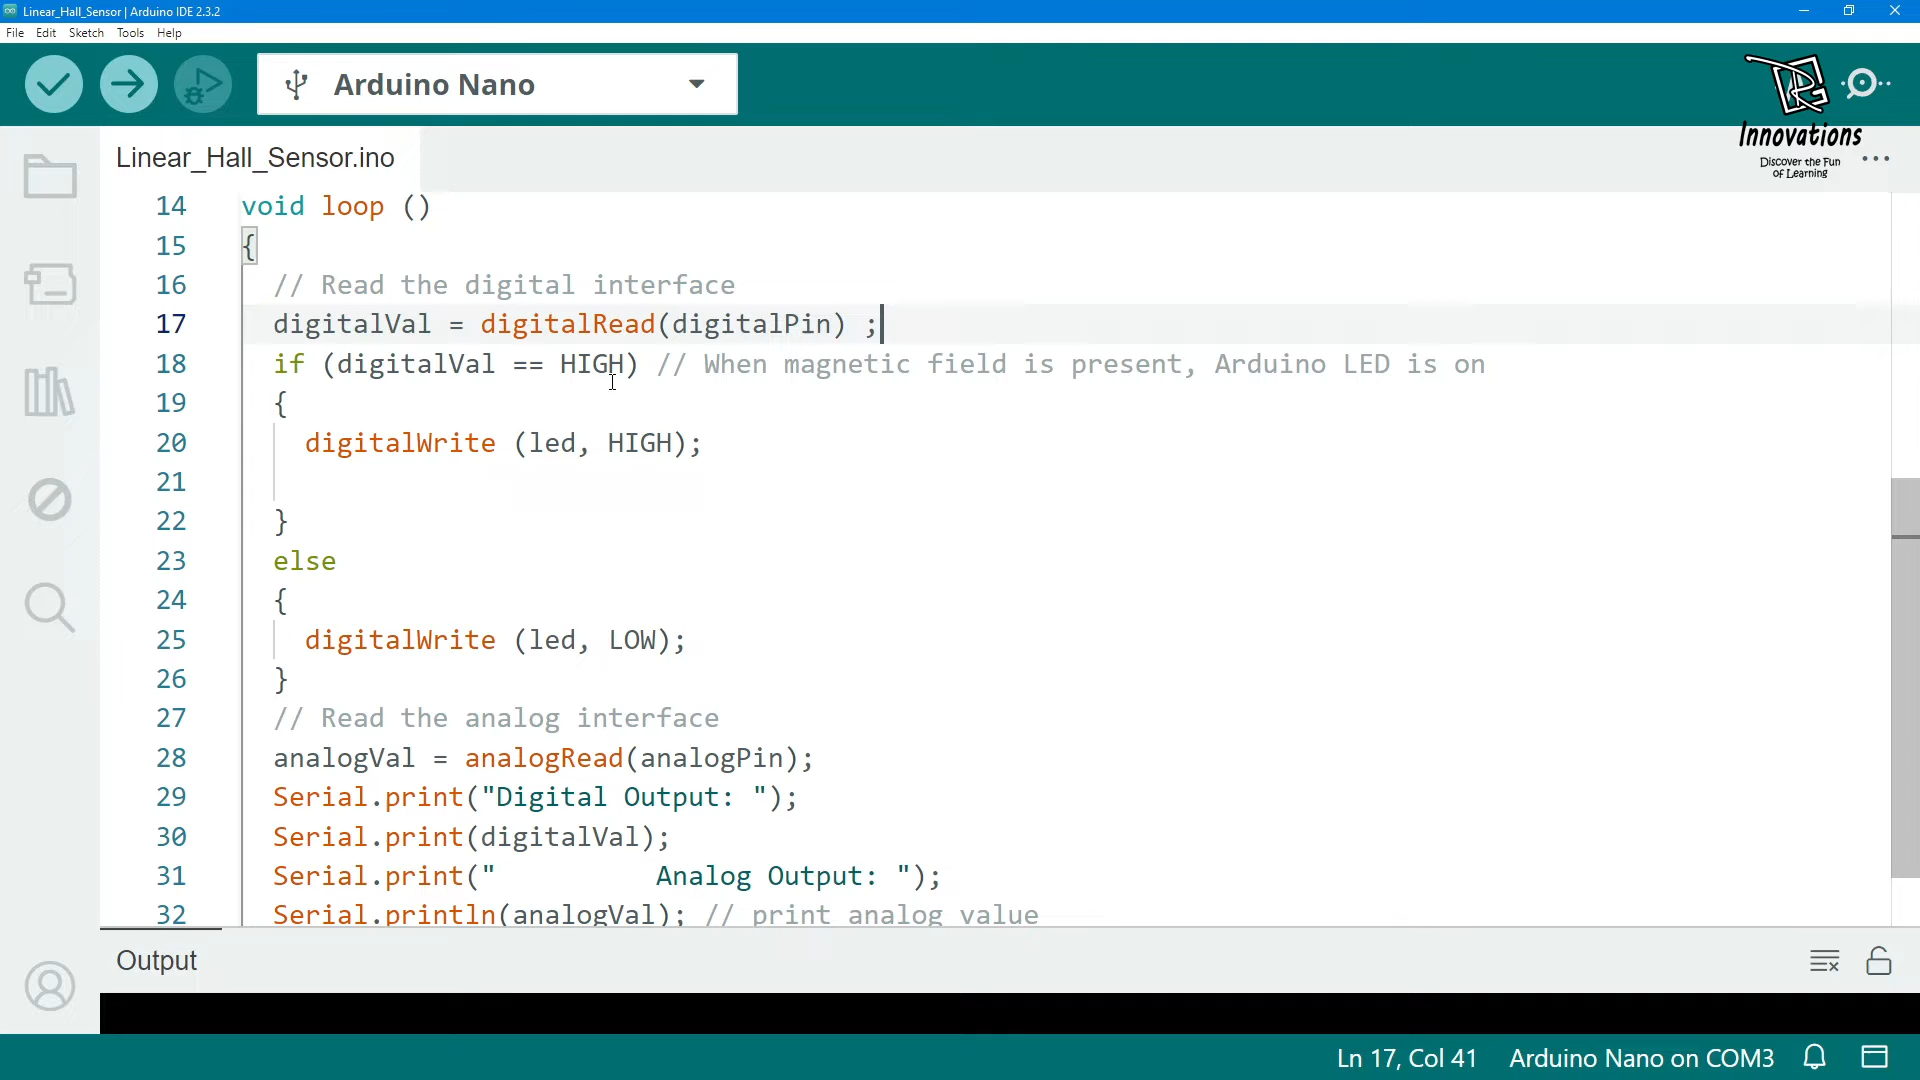 Linear_Hall_Sensor | Arduino IDE 2.3.2
File Edit Sketch Tools Help
Arduino Nano
Innovations
Discover the Fun
of Learning
Linear_Hall_Sensor.ino
14 void loop ()
15 {
16 // Read the digital interface
17 digitalVal = digitalRead(digitalPin) ;
18 if (digitalVal == HIGH) // When magnetic field is present, Arduino LED is on
19 {
20 digitalWrite (led, HIGH);
21
22 }
23 else
24 {
25 digitalWrite (led, LOW);
26 }
27 // Read the analog interface
28 analogVal = analogRead(analogPin);
29 Serial.print("Digital Output: ");
30 Serial.print(digitalVal);
31 Serial.print("          Analog Output: ");
32 Serial.println(analogVal); // print analog value
Output
Ln 17, Col 41 Arduino Nano on COM3